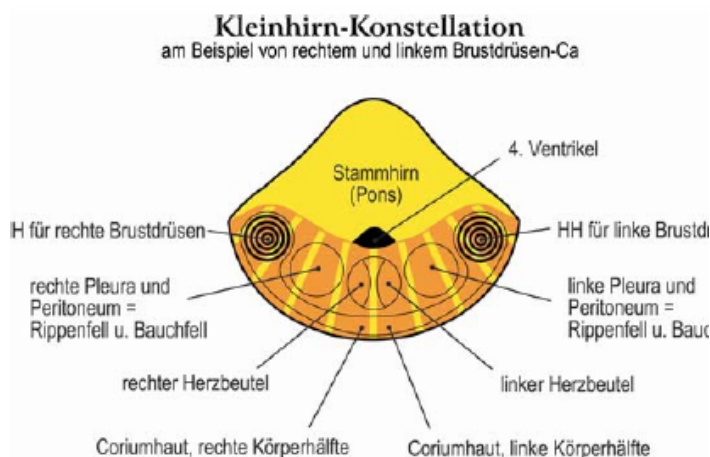 Kleinhirn-Konstellation
am Beispiel von rechtem und linkem Brustdrüsen-Ca
4. Ventrikel
Stammhirn
(Pons)
H für rechte Brustdrüsen
HH für linke Brustd
rechte Pleura und
Peritoneum =
Rippenfell u. Bauchfell
linke Pleura und
Peritoneum =
Rippenfell u. Bauc
rechter Herzbeutel
linker Herzbeutel
Coriumhaut, rechte Körperhälfte
Coriumhaut, linke Körperhälfte